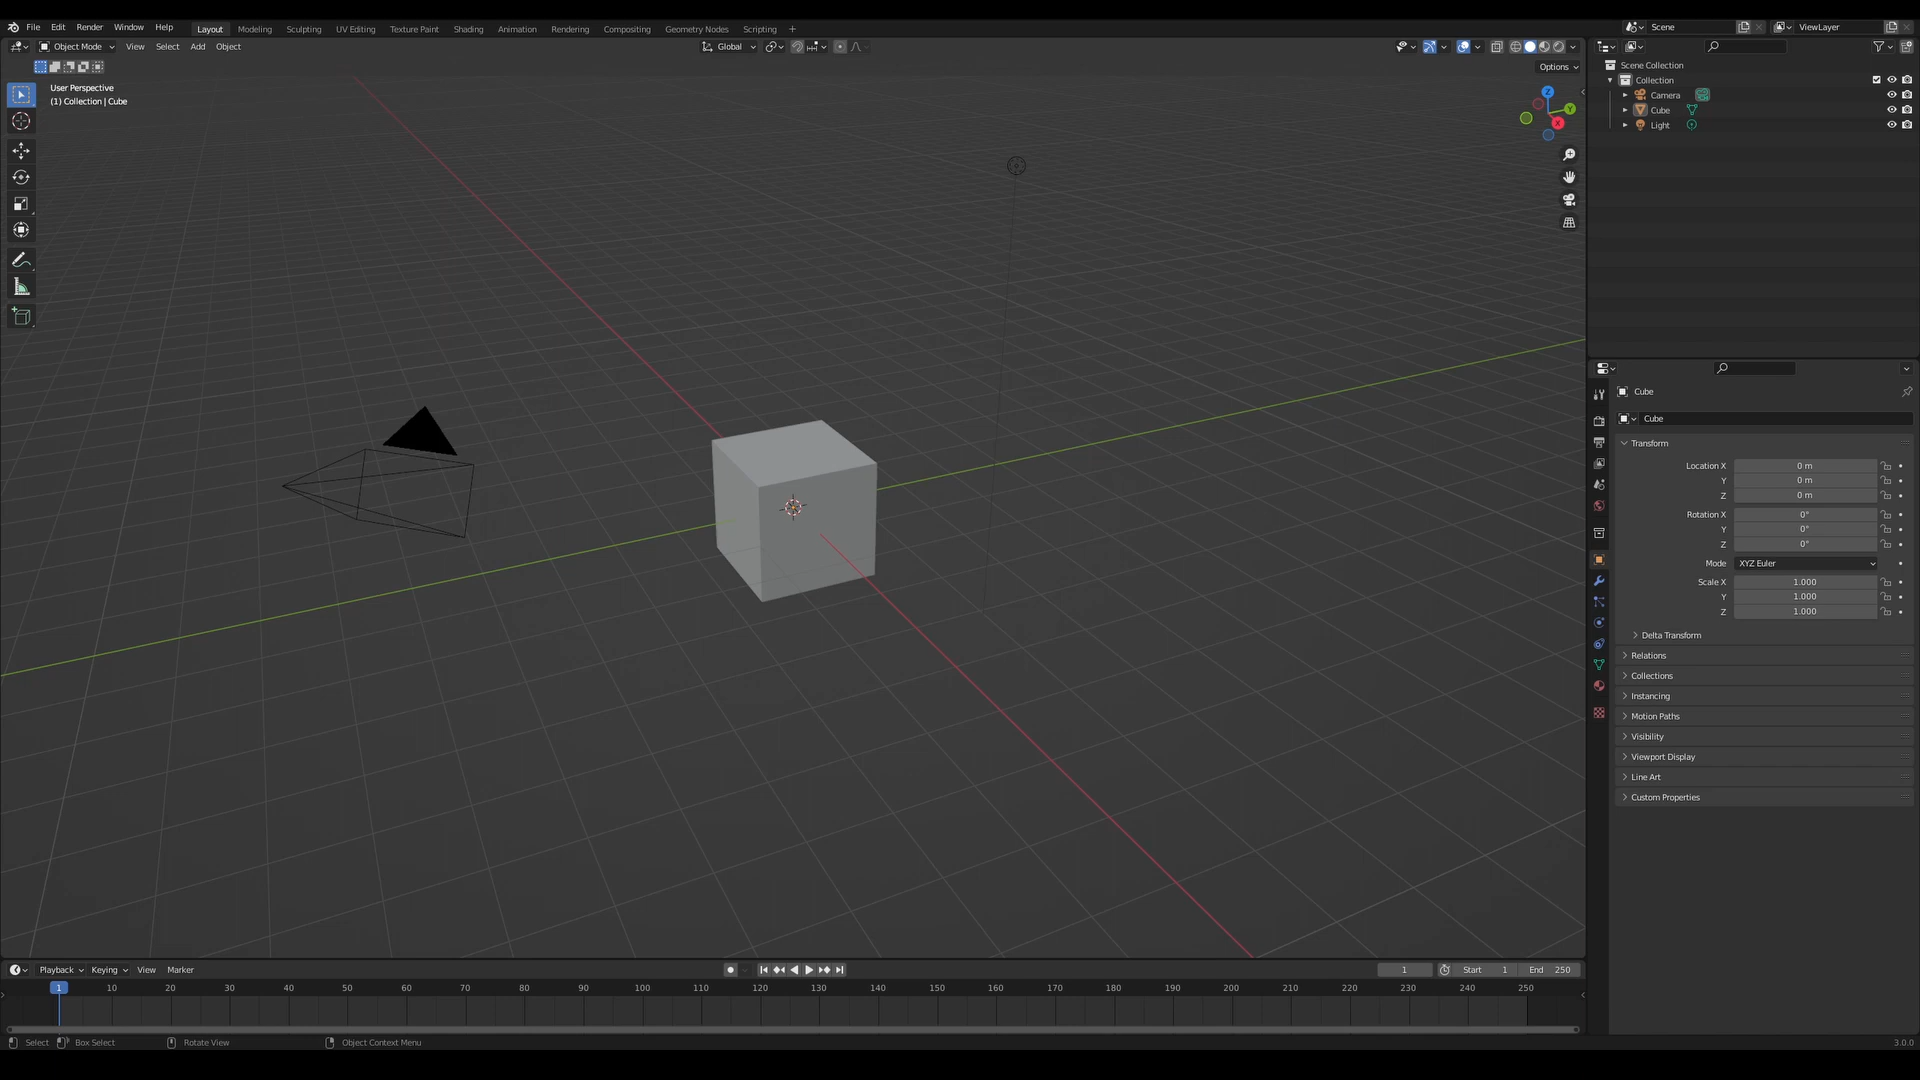 File Edit Render Window Help Layout Modeling Sculpting UV Editing Texture Paint Shading Animation Rendering Compositing Geometry Nodes Scripting + Scene ViewLayer
Object Mode View Select Add Object Global
Options
User Perspective
(1) Collection | Cube
Z
Y
X
Scene Collection
Collection
Camera
Cube
Light
Cube
Cube
Transform
Location X 0 m
Y 0 m
Z 0 m
Rotation X 0°
Y 0°
Z 0°
Mode XYZ Euler
Scale X 1.000
Y 1.000
Z 1.000
Delta Transform
Relations
Collections
Instancing
Motion Paths
Visibility
Viewport Display
Line Art
Custom Properties
Playback Keying View Marker 1 Start 1 End 250
1 10 20 30 40 50 60 70 80 90 100 110 120 130 140 150 160 170 180 190 200 210 220 230 240 250
Select Box Select Rotate View Object Context Menu 3.0.0